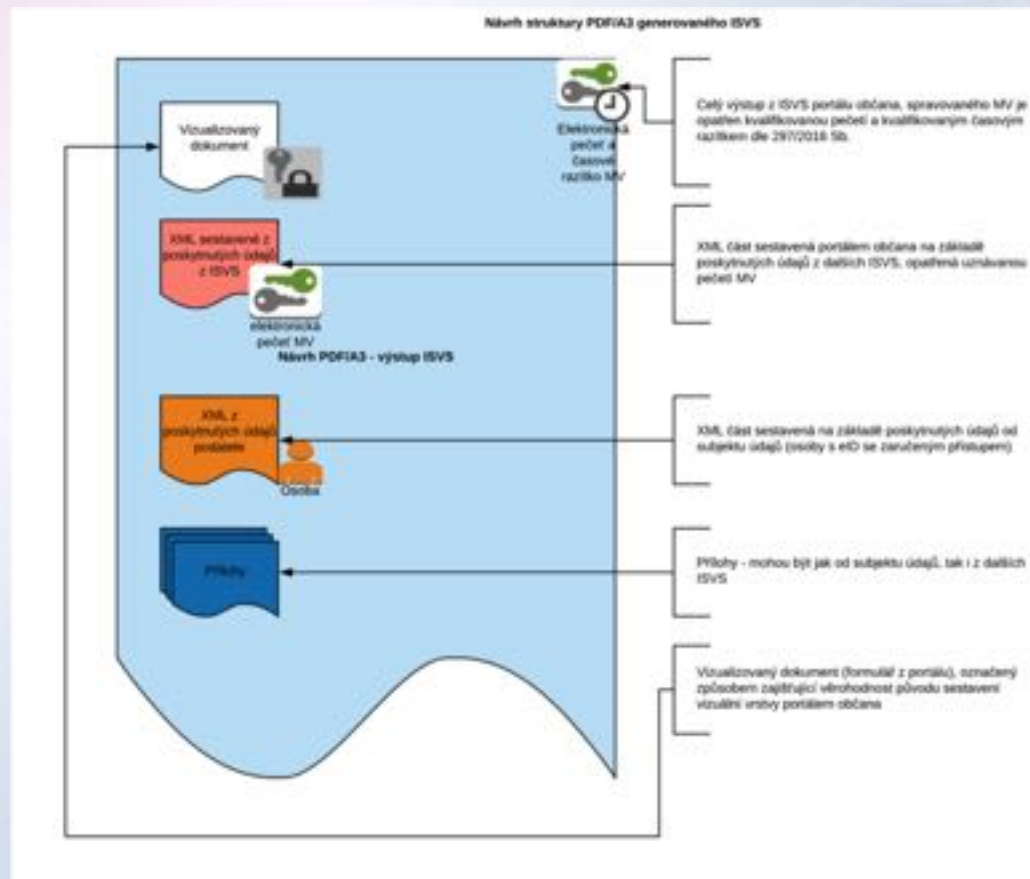 Návrh struktury PDF/A3 generovaného ISVS
Vizualizovaný
dokument
Elektronická
pečeť a
časové
razítko MV
Celý výstup z ISVS portálu občana, spravovaného MV je
opatřen kvalifikovanou pečetí a kvalifikovaným časovým
razítkem dle 297/2016 Sb.
XML sestavené z
poskytnutých údajů
z ISVS
elektronická
pečeť MV
XML část sestavená portálem občana na základě
poskytnutých údajů z dalších ISVS, opatřená uznávanou
pečetí MV
Návrh PDF/A3 - výstup ISVS
XML z
poskytnutých údajů
Osoba
XML část sestavená na základě poskytnutých údajů od
subjektu údajů (osoby s eID se zaručeným přístupem)
Přílohy
Přílohy - mohou být jak od subjektu údajů, tak i z dalších
ISVS
Vizualizovaný dokument (formulář z portálu), označený
způsobem zajišťující věrohodnost původu sestavení
vizuální vrstvy portálem občana